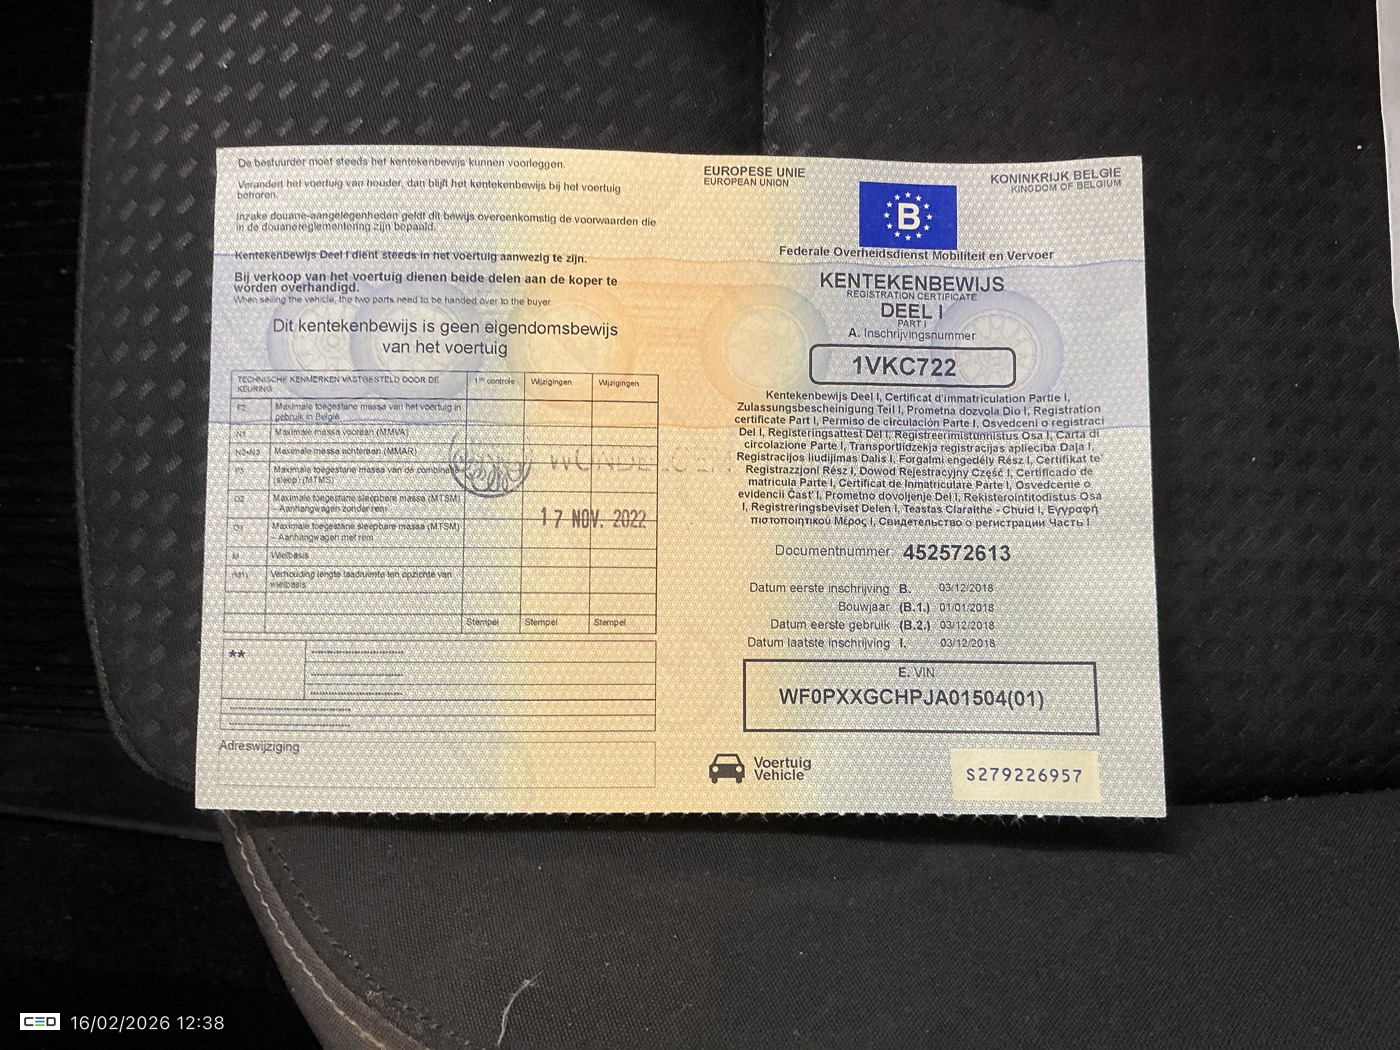 De bestuurder moet steeds het kentekenbewijs kunnen voorleggen.
Verandert het voertuig van houder, dan blijft het kentekenbewijs bij het voertuig
behoren.
Inzake douane-aangelegenheden geldt dit bewijs overeenkomstig de voorwaarden die
in de douanereglementering zijn bepaald.
Kentekenbewijs Deel I dient steeds in het voertuig aanwezig te zijn.
Bij verkoop van het voertuig dienen beide delen aan de koper te
worden overhandigd.
When selling the vehicle, the two parts need to be handed over to the buyer
Dit kentekenbewijs is geen eigendomsbewijs
van het voertuig
TECHNISCHE KENMERKEN VASTGESTELD DOOR DE
KEURING
1ste controle
Wijzigingen
Wijzigingen
F2 Maximale toegestane massa van het voertuig in
gebruik in België
N1 Maximale massa vooraan (MMVA)
N2+N3 Maximale massa achteraan (MMAR)
F3 Maximale toegestane massa van de combinatie
(sleep) (MTMS)
O2 Maximale toegestane sleepbare massa (MTSM)
– Aanhangwagen zonder rem
O1 Maximale toegestane sleepbare massa (MTSM)
– Aanhangwagen met rem
M Wielbasis
(M1) Verhouding lengte laadruimte ten opzichte van
wielbasis
17 NOV. 2022
Stempel
Stempel
Stempel
**
Adreswijziging
EUROPESE UNIE
EUROPEAN UNION
KONINKRIJK BELGIE
KINGDOM OF BELGIUM
B
Federale Overheidsdienst Mobiliteit en Vervoer
KENTEKENBEWIJS
REGISTRATION CERTIFICATE
DEEL I
PART I
A. Inschrijvingsnummer
1VKC722
Kentekenbewijs Deel I, Certificat d'immatriculation Partie I,
Zulassungsbescheinigung Teil I, Prometna dozvola Dio I, Registration
certificate Part I, Permiso de circulación Parte I, Osvedceni o registraci
Del I, Registeringsattest Del I, Registreerimistunnistus Osa I, Carta di
circolazione Parte I, Transportlidzekja registracijas aplieciba Daja I,
Registracijos liudijimas Dalis I, Forgalmi engedély Rész I, Certifikat te'
Registrazzjoni Rész I, Dowod Rejestracyjny Część I, Certificado de
matricula Parte I, Certificat de Inmatriculare Parte I, Osvedcenie o
evidencii Čast' I, Prometno dovoljenje Del I, Rekisterointitodistus Osa
I, Registreringsbeviset Delen I, Teastas Claraithe - Chuid I, Εγγραφή
πιστοποιητικού Μέρος I, Свидетельство о регистрации Часть I
Documentnummer 452572613
Datum eerste inschrijving B. 03/12/2018
Bouwjaar (B.1.) 01/01/2018
Datum eerste gebruik (B.2.) 03/12/2018
Datum laatste inschrijving I. 03/12/2018
E. VIN
WF0PXXGCHPJA01504(01)
Voertuig
Vehicle
S279226957
CED 16/02/2026 12:38